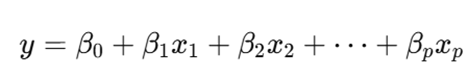 y = β₀ + β₁x₁ + β₂x₂ + ⋯ + βₚxₚ